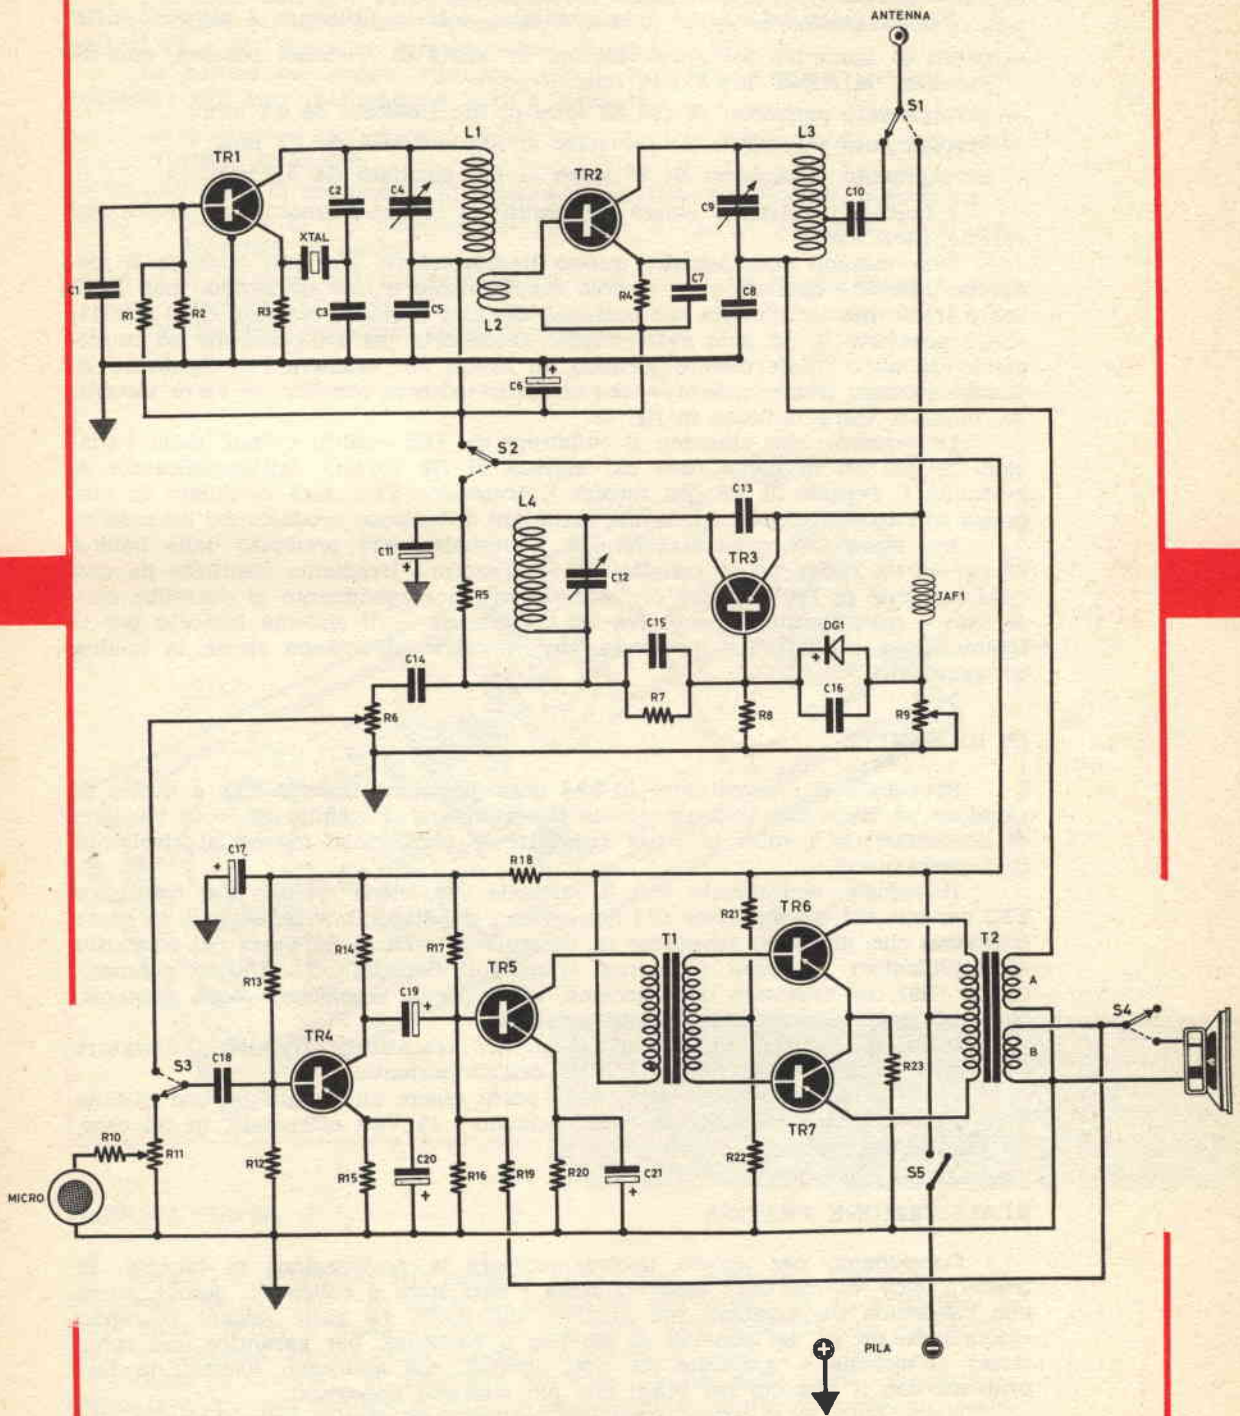 ANTENNA
S1
L1
L3
TR1
TR2
C2
C4
C10
C9
XTAL
C1
R1
R2
R3
C3
C5
L2
R4
C7
C8
C6
+
S2
C13
L4
TR3
C11
+
C12
R5
JAF1
C15
DG1
+
C14
C16
R6
R7
R8
R9
C17
+
R18
R21
TR6
R14
R17
T1
T2
R13
C19
+
TR5
A
TR4
S4
S3
C18
B
R23
TR7
R10
R11
R12
R15
C20
+
R16
R19
R20
C21
+
R22
S5
MICRO
+
PILA
−